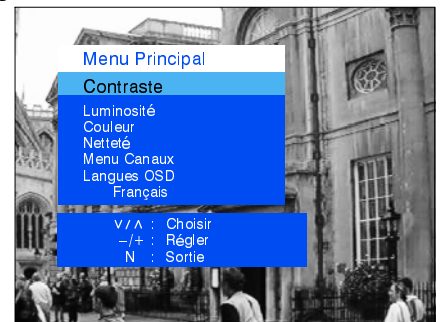 Menu Principal
Contraste
Luminosité
Couleur
Netteté
Menu Canaux
Langues OSD
Français
∨/∧ : Choisir
–/+ : Régler
N : Sortie